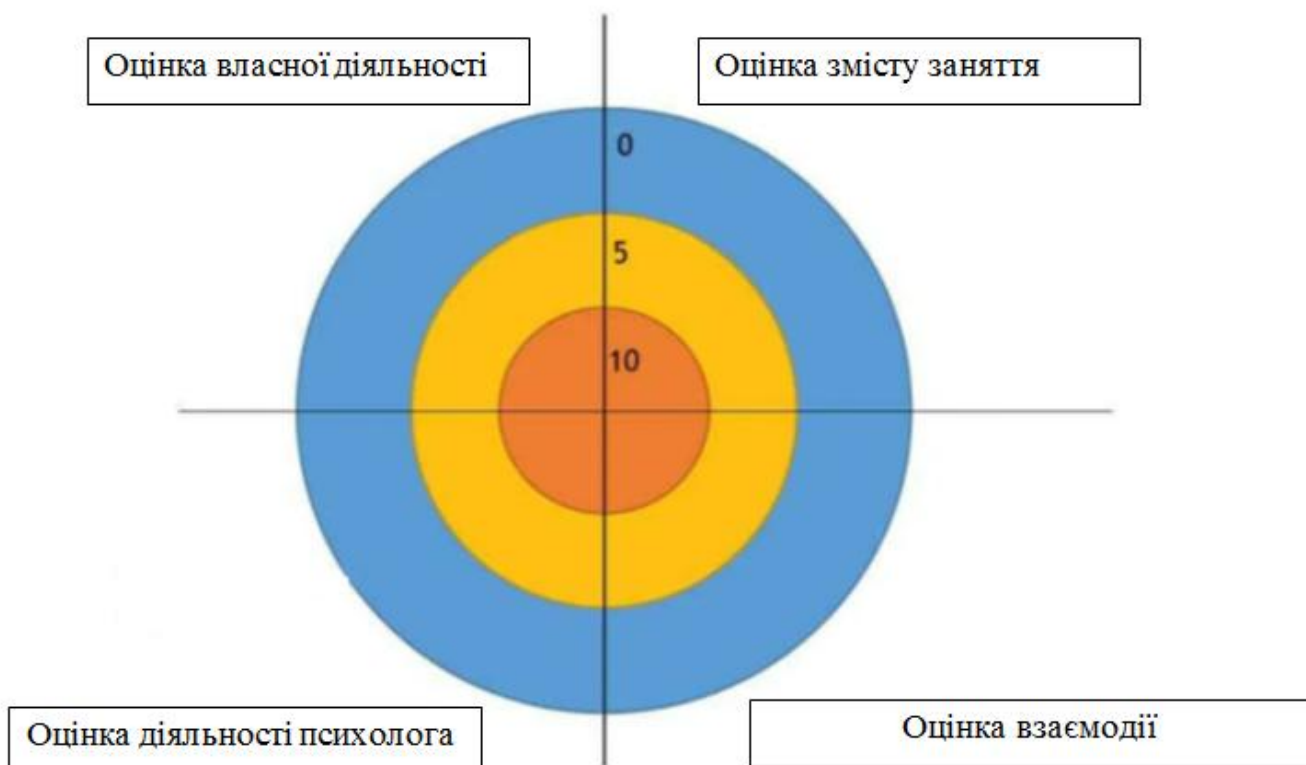 Оцінка власної діяльності
Оцінка змісту заняття
0
5
10
Оцінка діяльності психолога
Оцінка взаємодії